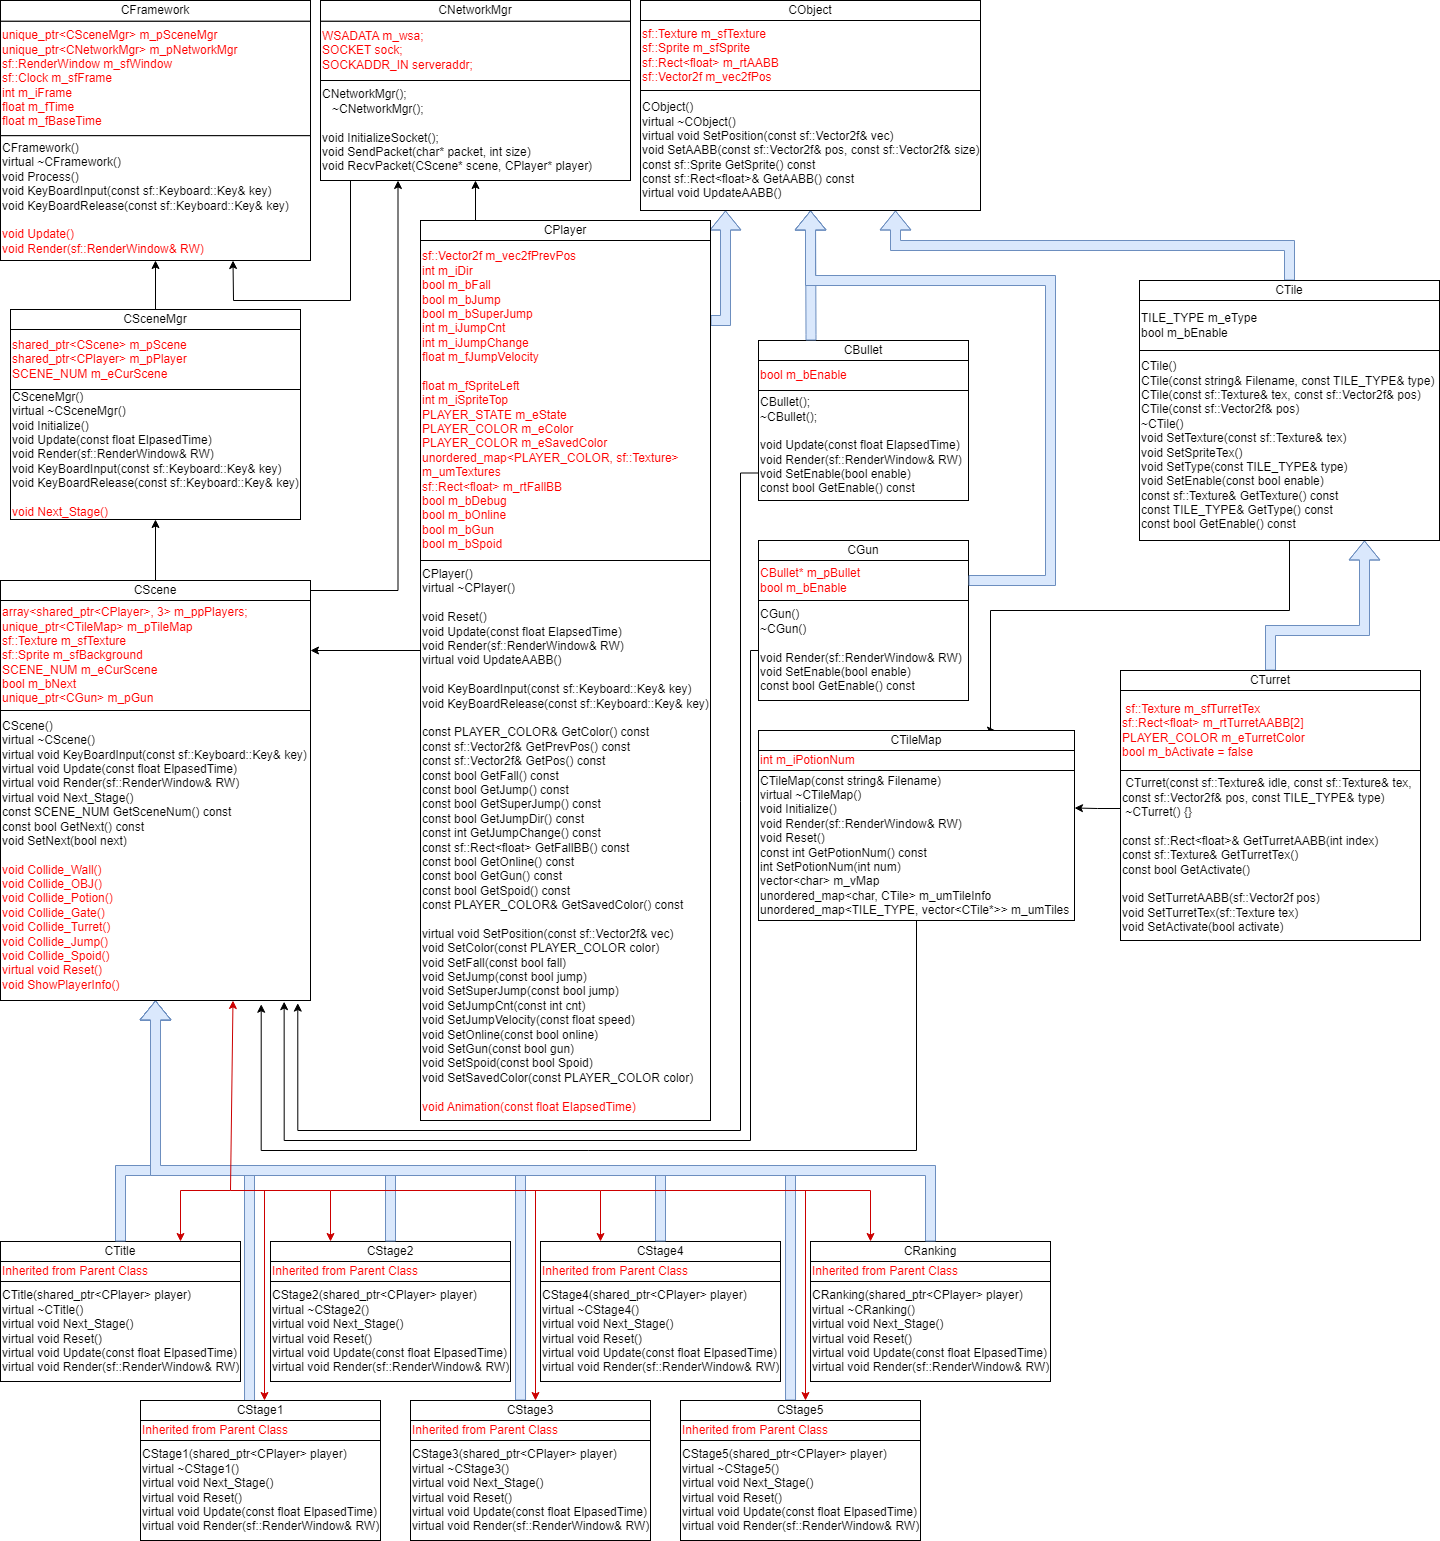 CFramework
unique_ptr<CSceneMgr> m_pSceneMgr
unique_ptr<CNetworkMgr> m_pNetworkMgr
sf::RenderWindow m_sfWindow
sf::Clock m_sfFrame
int m_iFrame
float m_fTime
float m_fBaseTime
CFramework()
virtual ~CFramework()
void Process()
void KeyBoardInput(const sf::Keyboard::Key& key)
void KeyBoardRelease(const sf::Keyboard::Key& key)
void Update()
void Render(sf::RenderWindow& RW)
CNetworkMgr
WSADATA m_wsa;
SOCKET sock;
SOCKADDR_IN serveraddr;
CNetworkMgr();
~CNetworkMgr();
void InitializeSocket();
void SendPacket(char* packet, int size)
void RecvPacket(CScene* scene, CPlayer* player)
CObject
sf::Texture m_sfTexture
sf::Sprite m_sfSprite
sf::Rect<float> m_rtAABB
sf::Vector2f m_vec2fPos
CObject()
virtual ~CObject()
virtual void SetPosition(const sf::Vector2f& vec)
void SetAABB(const sf::Vector2f& pos, const sf::Vector2f& size)
const sf::Sprite GetSprite() const
const sf::Rect<float>& GetAABB() const
virtual void UpdateAABB()
CSceneMgr
shared_ptr<CScene> m_pScene
shared_ptr<CPlayer> m_pPlayer
SCENE_NUM m_eCurScene
CSceneMgr()
virtual ~CSceneMgr()
void Initialize()
void Update(const float ElpasedTime)
void Render(sf::RenderWindow& RW)
void KeyBoardInput(const sf::Keyboard::Key& key)
void KeyBoardRelease(const sf::Keyboard::Key& key)
void Next_Stage()
CPlayer
sf::Vector2f m_vec2fPrevPos
int m_iDir
bool m_bFall
bool m_bJump
bool m_bSuperJump
int m_iJumpCnt
int m_iJumpChange
float m_fJumpVelocity
float m_fSpriteLeft
int m_iSpriteTop
PLAYER_STATE m_eState
PLAYER_COLOR m_eColor
PLAYER_COLOR m_eSavedColor
unordered_map<PLAYER_COLOR, sf::Texture>
m_umTextures
sf::Rect<float> m_rtFallBB
bool m_bDebug
bool m_bOnline
bool m_bGun
bool m_bSpoid
CPlayer()
virtual ~CPlayer()
void Reset()
void Update(const float ElapsedTime)
void Render(sf::RenderWindow& RW)
virtual void UpdateAABB()
void KeyBoardInput(const sf::Keyboard::Key& key)
void KeyBoardRelease(const sf::Keyboard::Key& key)
const PLAYER_COLOR& GetColor() const
const sf::Vector2f& GetPrevPos() const
const sf::Vector2f& GetPos() const
const bool GetFall() const
const bool GetJump() const
const bool GetSuperJump() const
const bool GetJumpDir() const
const int GetJumpChange() const
const sf::Rect<float> GetFallBB() const
const bool GetOnline() const
const bool GetGun() const
const bool GetSpoid() const
const PLAYER_COLOR& GetSavedColor() const
virtual void SetPosition(const sf::Vector2f& vec)
void SetColor(const PLAYER_COLOR color)
void SetFall(const bool fall)
void SetJump(const bool jump)
void SetSuperJump(const bool jump)
void SetJumpCnt(const int cnt)
void SetJumpVelocity(const float speed)
void SetOnline(const bool online)
void SetGun(const bool gun)
void SetSpoid(const bool Spoid)
void SetSavedColor(const PLAYER_COLOR color)
void Animation(const float ElapsedTime)
CBullet
bool m_bEnable
CBullet();
~CBullet();
void Update(const float ElapsedTime)
void Render(sf::RenderWindow& RW)
void SetEnable(bool enable)
const bool GetEnable() const
CTile
TILE_TYPE m_eType
bool m_bEnable
CTile()
CTile(const string& Filename, const TILE_TYPE& type)
CTile(const sf::Texture& tex, const sf::Vector2f& pos)
CTile(const sf::Vector2f& pos)
~CTile()
void SetTexture(const sf::Texture& tex)
void SetSpriteTex()
void SetType(const TILE_TYPE& type)
void SetEnable(const bool enable)
const sf::Texture& GetTexture() const
const TILE_TYPE& GetType() const
const bool GetEnable() const
CGun
CBullet* m_pBullet
bool m_bEnable
CGun()
~CGun()
void Render(sf::RenderWindow& RW)
void SetEnable(bool enable)
const bool GetEnable() const
CScene
array<shared_ptr<CPlayer>, 3> m_ppPlayers;
unique_ptr<CTileMap> m_pTileMap
sf::Texture m_sfTexture
sf::Sprite m_sfBackground
SCENE_NUM m_eCurScene
bool m_bNext
unique_ptr<CGun> m_pGun
CScene()
virtual ~CScene()
virtual void KeyBoardInput(const sf::Keyboard::Key& key)
virtual void Update(const float ElpasedTime)
virtual void Render(sf::RenderWindow& RW)
virtual void Next_Stage()
const SCENE_NUM GetSceneNum() const
const bool GetNext() const
void SetNext(bool next)
void Collide_Wall()
void Collide_OBJ()
void Collide_Potion()
void Collide_Gate()
void Collide_Turret()
void Collide_Jump()
void Collide_Spoid()
virtual void Reset()
void ShowPlayerInfo()
CTurret
sf::Texture m_sfTurretTex
sf::Rect<float> m_rtTurretAABB[2]
PLAYER_COLOR m_eTurretColor
bool m_bActivate = false
CTurret(const sf::Texture& idle, const sf::Texture& tex,
const sf::Vector2f& pos, const TILE_TYPE& type)
~CTurret() {}
const sf::Rect<float>& GetTurretAABB(int index)
const sf::Texture& GetTurretTex()
const bool GetActivate()
void SetTurretAABB(sf::Vector2f pos)
void SetTurretTex(sf::Texture tex)
void SetActivate(bool activate)
CTileMap
int m_iPotionNum
CTileMap(const string& Filename)
virtual ~CTileMap()
void Initialize()
void Render(sf::RenderWindow& RW)
void Reset()
const int GetPotionNum() const
int SetPotionNum(int num)
vector<char> m_vMap
unordered_map<char, CTile> m_umTileInfo
unordered_map<TILE_TYPE, vector<CTile*>> m_umTiles
CTitle
Inherited from Parent Class
CTitle(shared_ptr<CPlayer> player)
virtual ~CTitle()
virtual void Next_Stage()
virtual void Reset()
virtual void Update(const float ElpasedTime)
virtual void Render(sf::RenderWindow& RW)
CStage2
Inherited from Parent Class
CStage2(shared_ptr<CPlayer> player)
virtual ~CStage2()
virtual void Next_Stage()
virtual void Reset()
virtual void Update(const float ElpasedTime)
virtual void Render(sf::RenderWindow& RW)
CStage4
Inherited from Parent Class
CStage4(shared_ptr<CPlayer> player)
virtual ~CStage4()
virtual void Next_Stage()
virtual void Reset()
virtual void Update(const float ElpasedTime)
virtual void Render(sf::RenderWindow& RW)
CRanking
Inherited from Parent Class
CRanking(shared_ptr<CPlayer> player)
virtual ~CRanking()
virtual void Next_Stage()
virtual void Reset()
virtual void Update(const float ElpasedTime)
virtual void Render(sf::RenderWindow& RW)
CStage1
Inherited from Parent Class
CStage1(shared_ptr<CPlayer> player)
virtual ~CStage1()
virtual void Next_Stage()
virtual void Reset()
virtual void Update(const float ElpasedTime)
virtual void Render(sf::RenderWindow& RW)
CStage3
Inherited from Parent Class
CStage3(shared_ptr<CPlayer> player)
virtual ~CStage3()
virtual void Next_Stage()
virtual void Reset()
virtual void Update(const float ElpasedTime)
virtual void Render(sf::RenderWindow& RW)
CStage5
Inherited from Parent Class
CStage5(shared_ptr<CPlayer> player)
virtual ~CStage5()
virtual void Next_Stage()
virtual void Reset()
virtual void Update(const float ElpasedTime)
virtual void Render(sf::RenderWindow& RW)